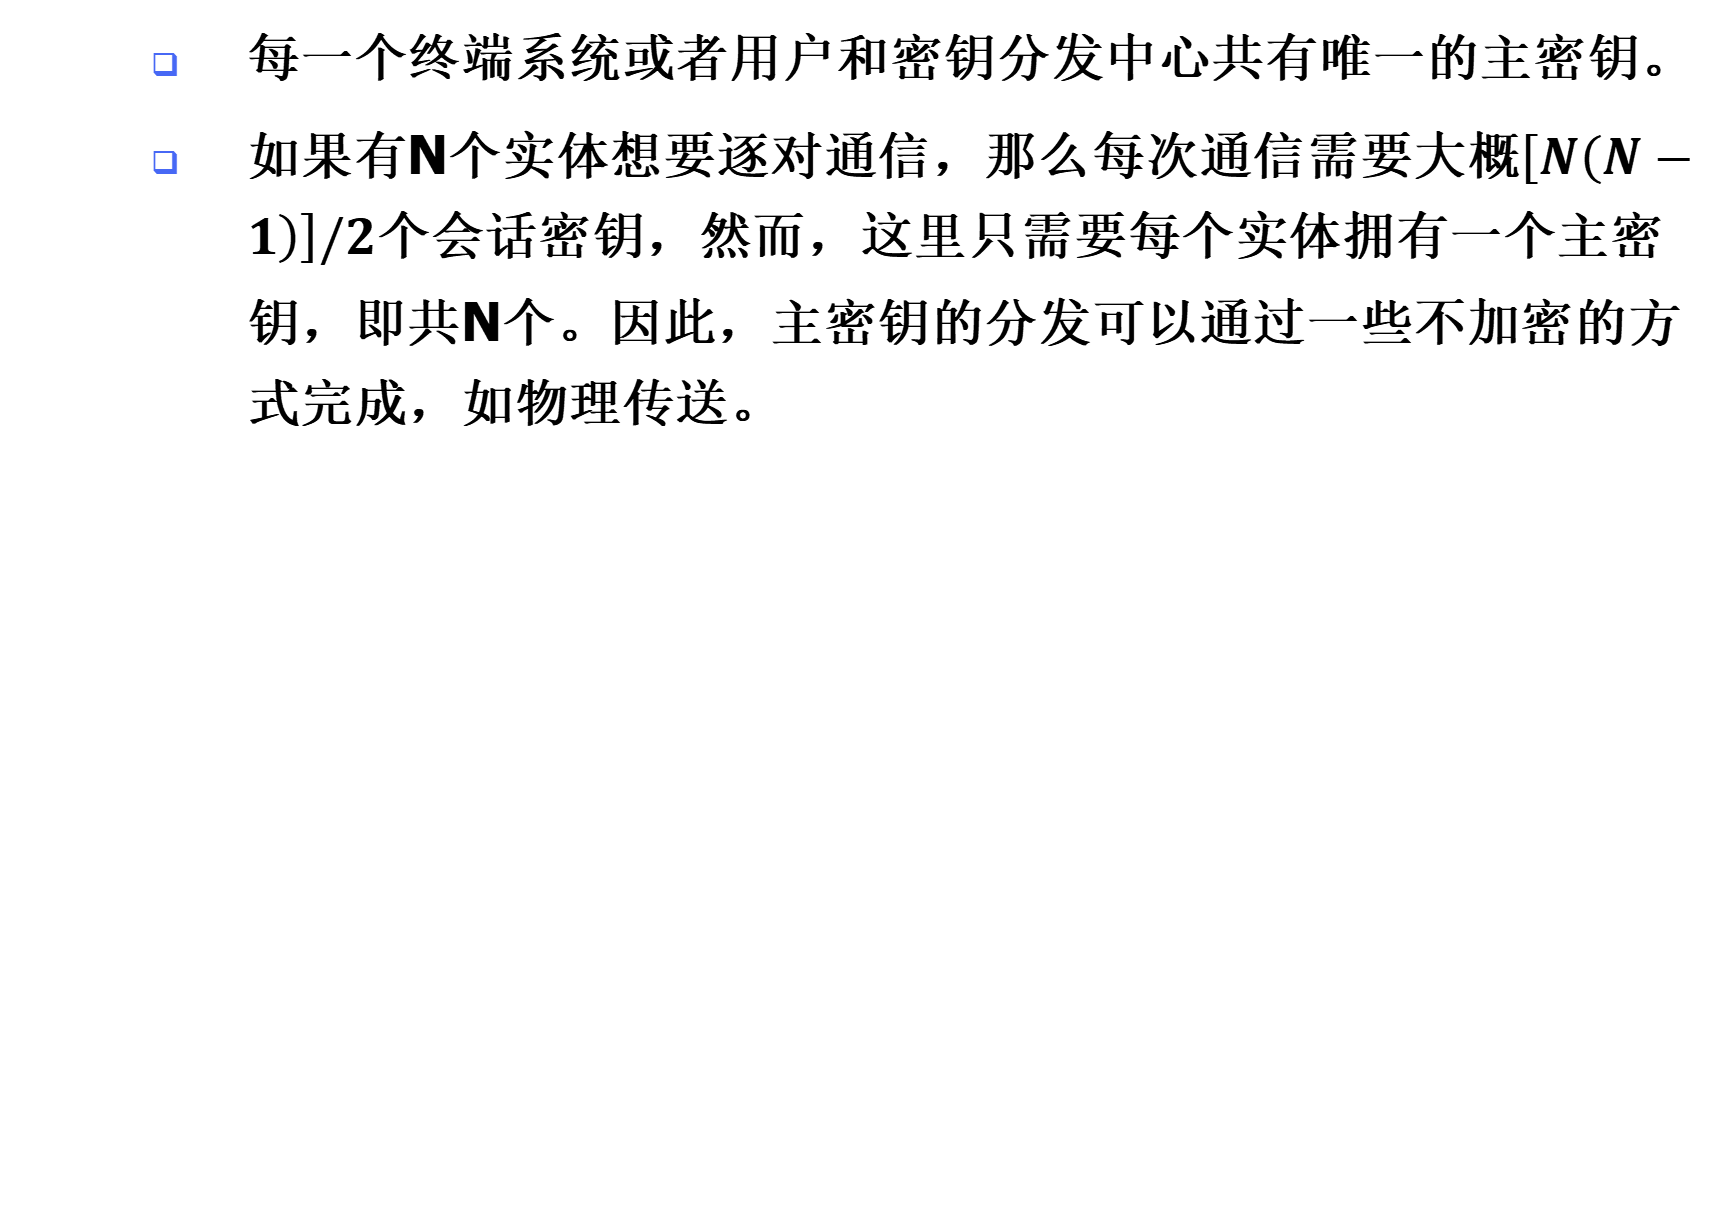 每一个终端系统或者用户和密钥分发中心共有唯一的主密钥。
如果有N个实体想要逐对通信，那么每次通信需要大概[N(N −
1)]/2个会话密钥，然而，这里只需要每个实体拥有一个主密
钥，即共N个。因此，主密钥的分发可以通过一些不加密的方
式完成，如物理传送。